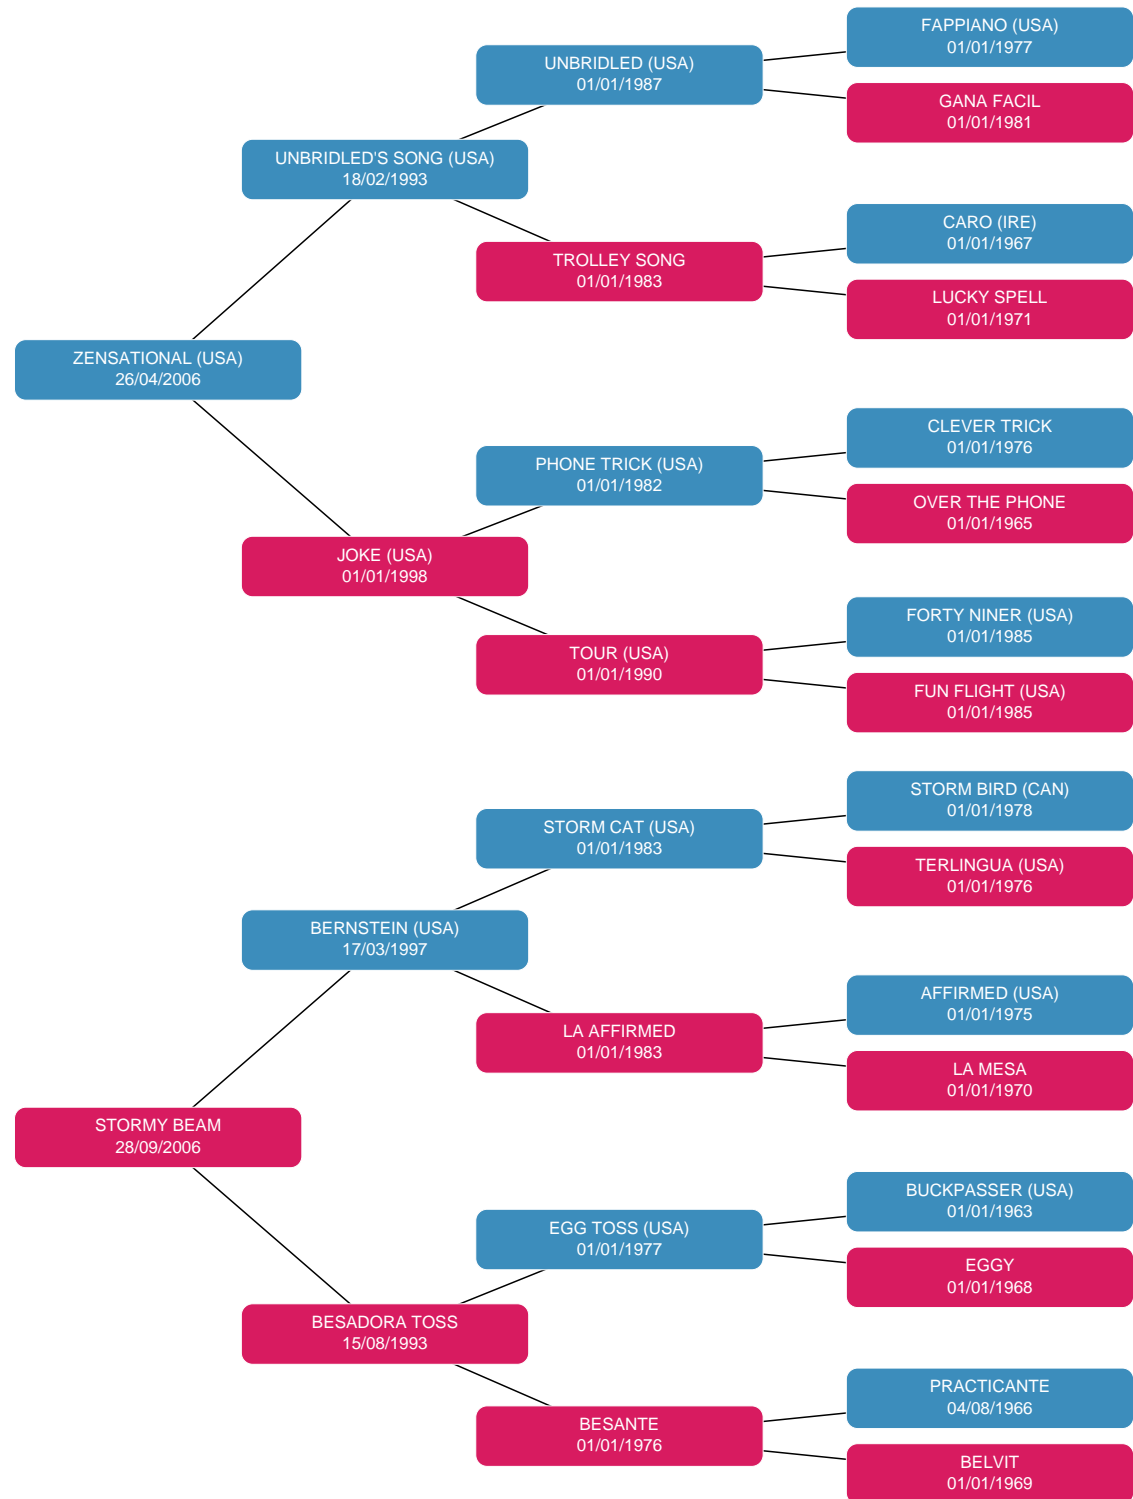 FAPPIANO (USA)
01/01/1977
UNBRIDLED (USA)
01/01/1987
GANA FACIL
01/01/1981
UNBRIDLED'S SONG (USA)
18/02/1993
CARO (IRE)
01/01/1967
TROLLEY SONG
01/01/1983
LUCKY SPELL
01/01/1971
ZENSATIONAL (USA)
26/04/2006
CLEVER TRICK
01/01/1976
PHONE TRICK (USA)
01/01/1982
OVER THE PHONE
01/01/1965
JOKE (USA)
01/01/1998
FORTY NINER (USA)
01/01/1985
TOUR (USA)
01/01/1990
FUN FLIGHT (USA)
01/01/1985
STORM BIRD (CAN)
01/01/1978
STORM CAT (USA)
01/01/1983
TERLINGUA (USA)
01/01/1976
BERNSTEIN (USA)
17/03/1997
AFFIRMED (USA)
01/01/1975
LA AFFIRMED
01/01/1983
LA MESA
01/01/1970
STORMY BEAM
28/09/2006
BUCKPASSER (USA)
01/01/1963
EGG TOSS (USA)
01/01/1977
EGGY
01/01/1968
BESADORA TOSS
15/08/1993
PRACTICANTE
04/08/1966
BESANTE
01/01/1976
BELVIT
01/01/1969